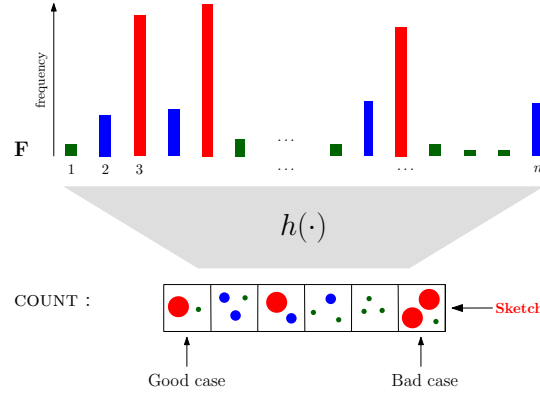 frequency
F
1 2 3 ... ... ... n
...
h(·)
COUNT :
Sketch
Good case Bad case